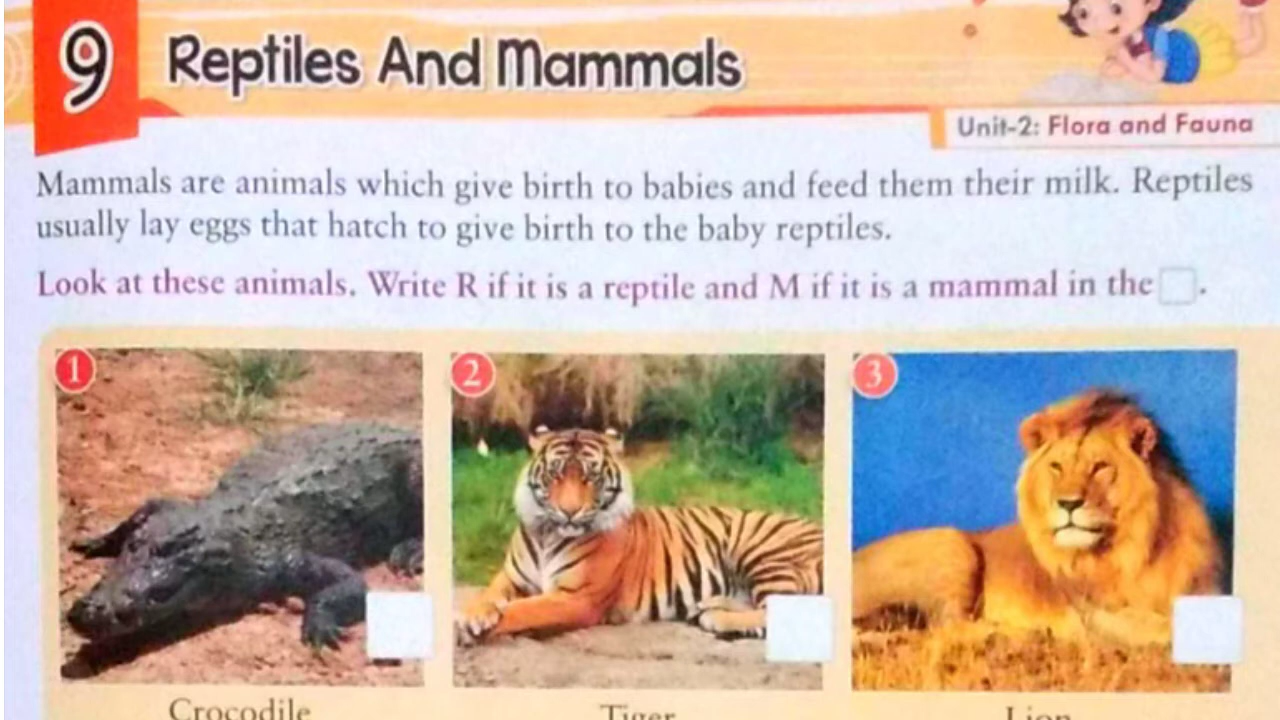 9
Reptiles And Mammals
Unit-2: Flora and Fauna
Mammals are animals which give birth to babies and feed them their milk. Reptiles
usually lay eggs that hatch to give birth to the baby reptiles.
Look at these animals. Write R if it is a reptile and M if it is a mammal in the .
1
2
3
Crocodile
Tiger
Lion